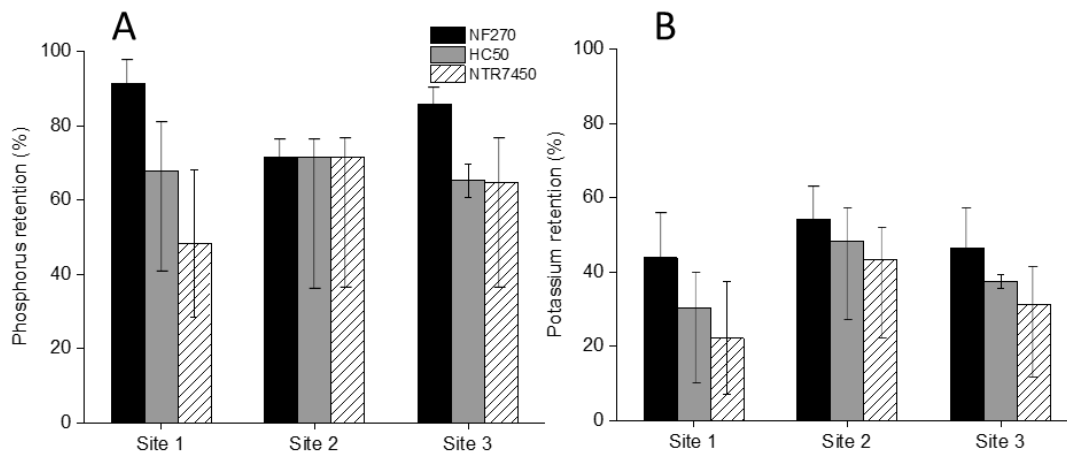 A
NF270
HC50
NTR7450
100
80
60
40
20
0
Phosphorus retention (%)
Site 1
Site 2
Site 3
B
100
80
60
40
20
0
Potassium retention (%)
Site 1
Site 2
Site 3